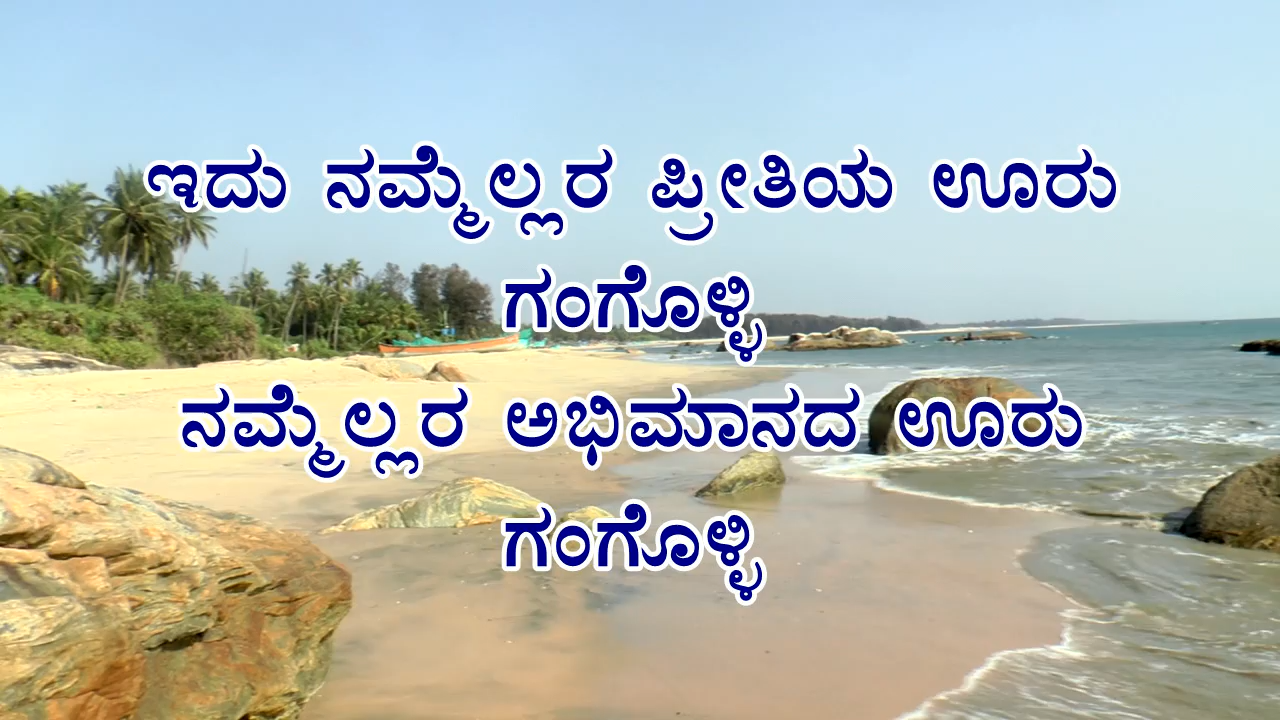 ಇದು ನಮ್ಮೆಲ್ಲರ ಪ್ರೀತಿಯ ಊರು
ಗಂಗೊಳ್ಳಿ
ನಮ್ಮೆಲ್ಲರ ಅಭಿಮಾನದ ಊರು
ಗಂಗೊಳ್ಳಿ